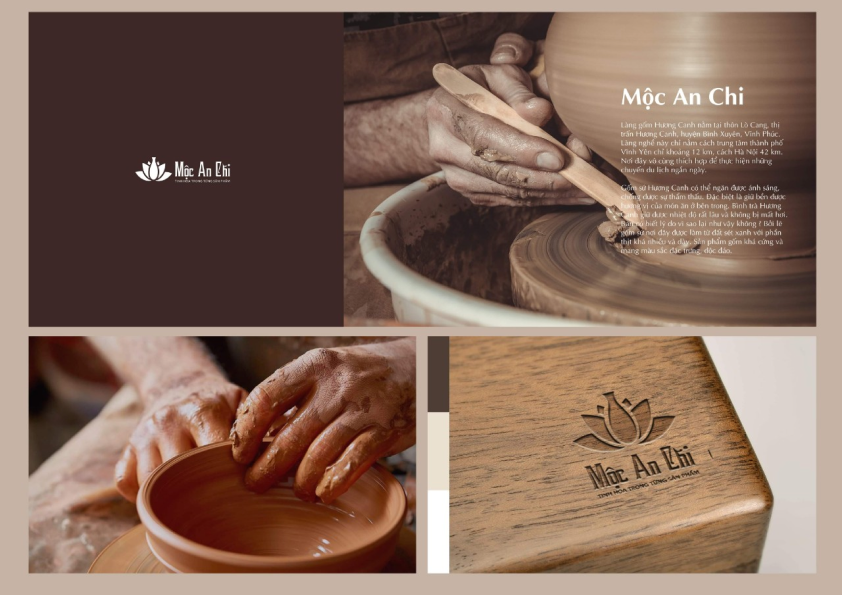 Mộc An Chi
TINH HOA TRONG TỪNG SẢN PHẨM
Mộc An Chi
Làng gốm Hương Canh nằm tại thôn Lò Cang, thị
trấn Hương Canh, huyện Bình Xuyên, Vĩnh Phúc.
Làng nghề này chỉ nằm cách trung tâm thành phố
Vĩnh Yên chỉ khoảng 12 km, cách Hà Nội 42 km.
Nơi đây vô cùng thích hợp để thực hiện những
chuyến du lịch ngắn ngày.
Gốm sứ Hương Canh có thể ngăn được ánh sáng,
chống được sự thẩm thấu. Đặc biệt là giữ bền được
hương vị của món ăn ở bên trong. Bình trà Hương
Canh giữ được nhiệt độ rất lâu và không bị mất hơi.
Bạn có biết lý do vì sao lại như vậy không ? Bởi lẽ
gốm sứ nơi đây được làm từ đất sét xanh với phần
thịt khá nhiều và dày. Sản phẩm gốm khá cứng và
mang màu sắc đặc trưng, độc đáo.
Mộc An Chi
TINH HOA TRONG TỪNG SẢN PHẨM